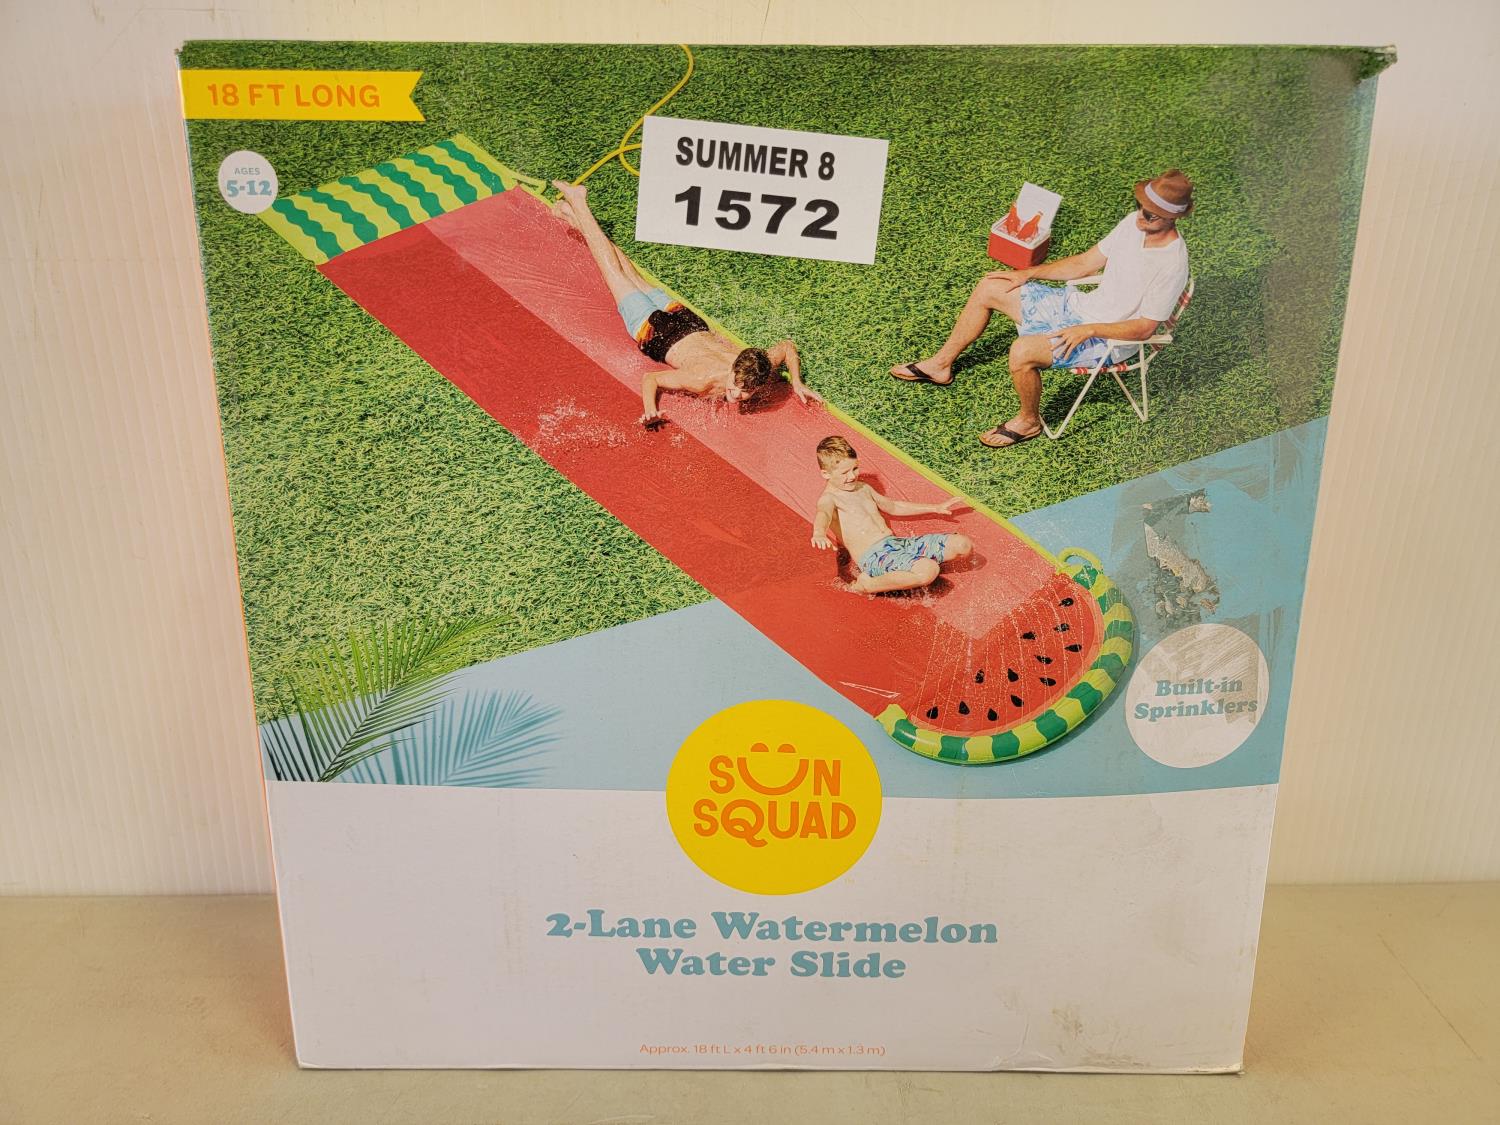 18 FT LONG
AGES
5-12
SUMMER 8
1572
Built-in
Sprinklers
SUN
SQUAD
2-Lane Watermelon
Water Slide
Approx. 18 ft L x 4 ft 6 in (5.4 m x 1.3 m)